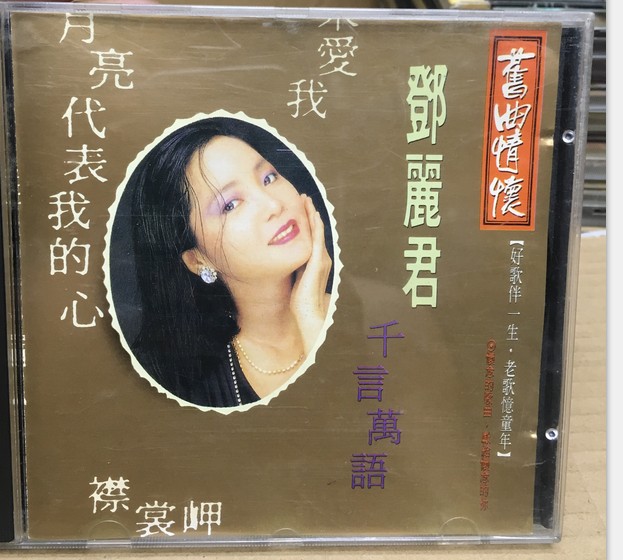 舊曲情懷
【好歌伴一生·老歌憶童年】
鄧麗君
千言萬語
愛我
月亮代表我的心
襟裳岬